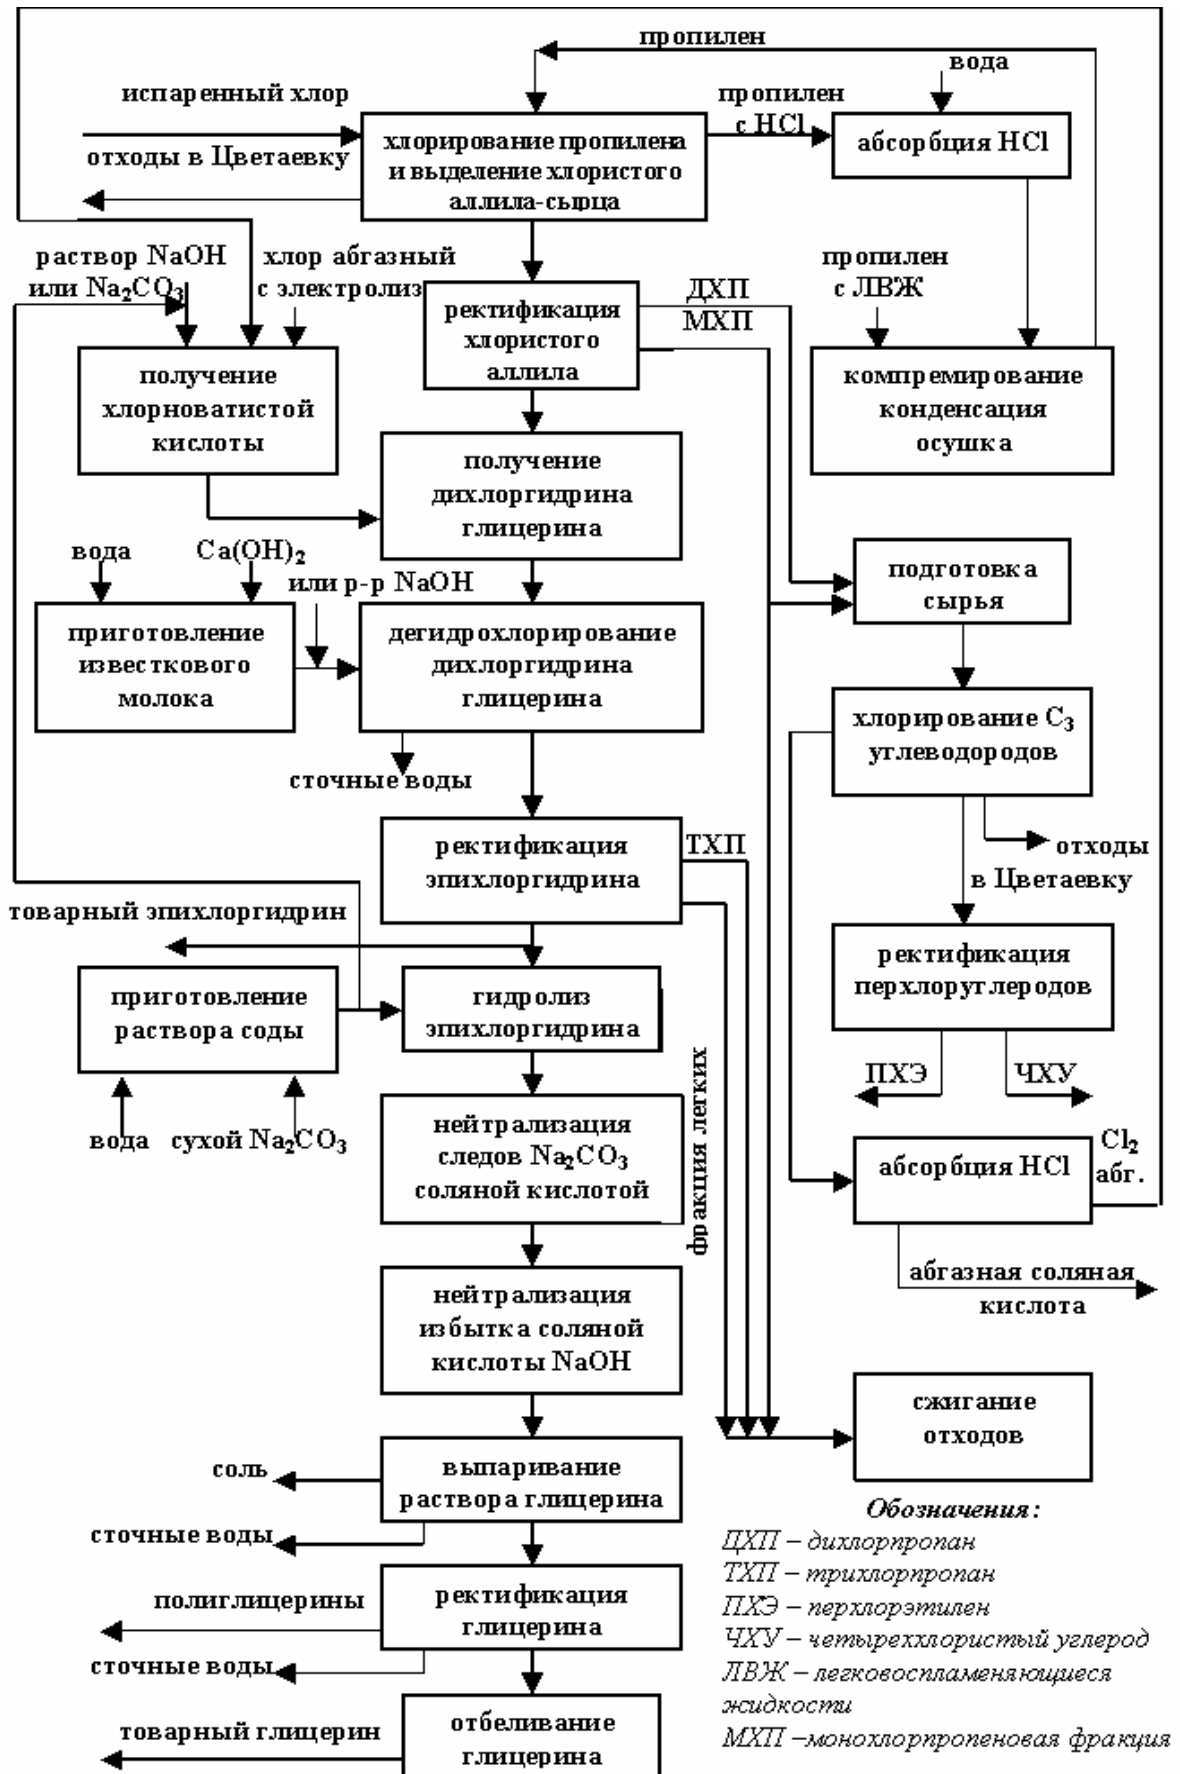 пропилен
вода
испаренный хлор
пропилен
с HCl
отходы в Цветаевку
хлорирование пропилена
и выделение хлористого
аллила-сырца
абсорбция HCl
раствор NaOH
или Na₂CO₃
хлор абгазный
с электролиз
ректификация
хлористого
аллила
ДХП
МХП
пропилен
с ЛВЖ
получение
хлорноватистой
кислоты
компремирование
конденсация
осушка
получение
дихлоргидрина
глицерина
вода
Ca(OH)₂
или р-р NaOH
подготовка
сырья
приготовление
известкового
молока
дегидрохлорирование
дихлоргидрина
глицерина
хлорирование C₃
углеводородов
сточные воды
ректификация
эпихлоргидрина
ТХП
отходы
в Цветаевку
товарный эпихлоргидрин
ректификация
перхлоруглеродов
приготовление
раствора соды
гидролиз
эпихлоргидрина
ПХЭ
ЧХУ
вода
сухой Na₂CO₃
нейтрализация
следов Na₂CO₃
соляной кислотой
фракция легких
абсорбция HCl
Cl₂
абг.
абгазная соляная
кислота
нейтрализация
избытка соляной
кислоты NaOH
сжигание
отходов
соль
выпаривание
раствора глицерина
сточные воды
полиглицерины
ректификация
глицерина
сточные воды
товарный глицерин
отбеливание
глицерина
Обозначения:
ДХП – дихлорпропан
ТХП – трихлорпропан
ПХЭ – перхлорэтилен
ЧХУ – четыреххлористый углерод
ЛВЖ – легковоспламеняющиеся
жидкости
МХП –монохлорпропеновая фракция